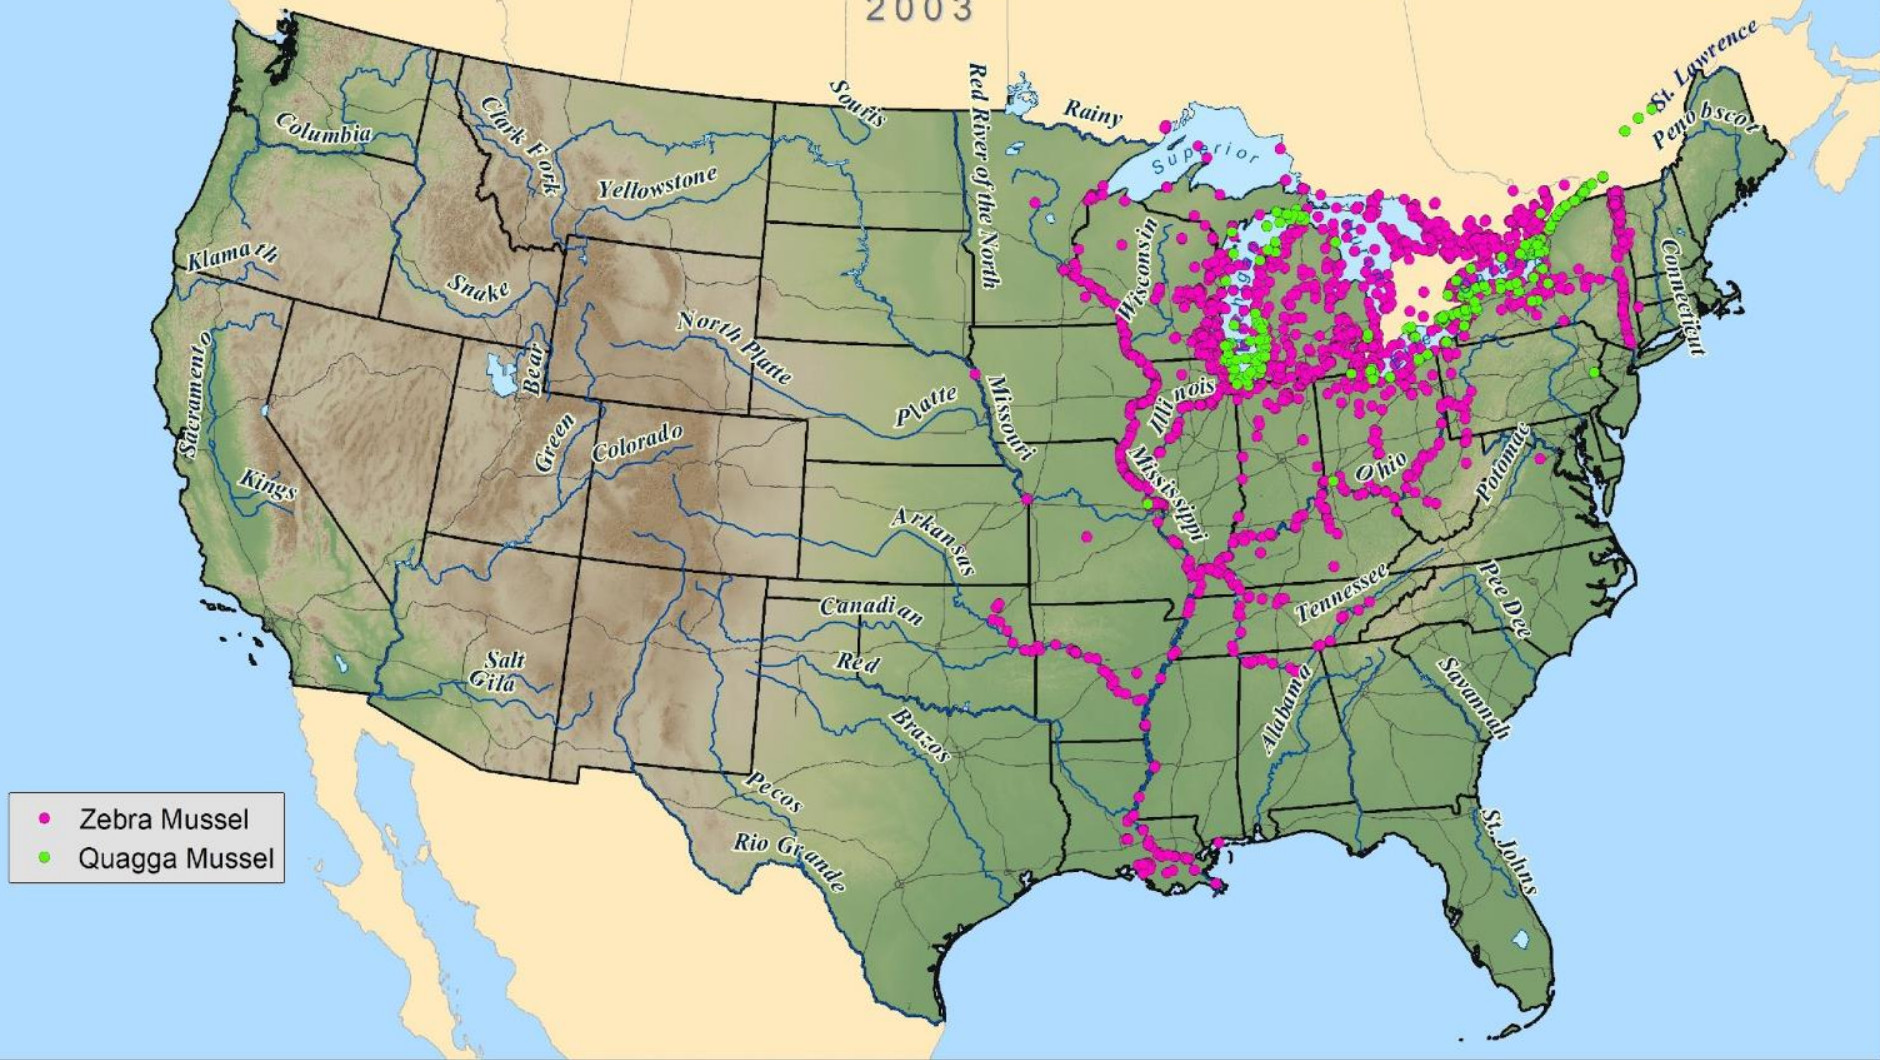 2003
St. Lawrence
Souris
Red River of the North
Rainy
Penobscot
Columbia
Clark Fork
Superior
Yellowstone
Klamath
Snake
Wisconsin
Connecticut
Sacramento
North Platte
Bear
Platte
Missouri
Illinois
Green
Colorado
Kings
Mississippi
Ohio
Potomac
Arkansas
Canadian
Tennessee
Pee Dee
Salt
Gila
Red
Brazos
Alabama
Savannah
Pecos
Rio Grande
St. Johns
Zebra Mussel
Quagga Mussel